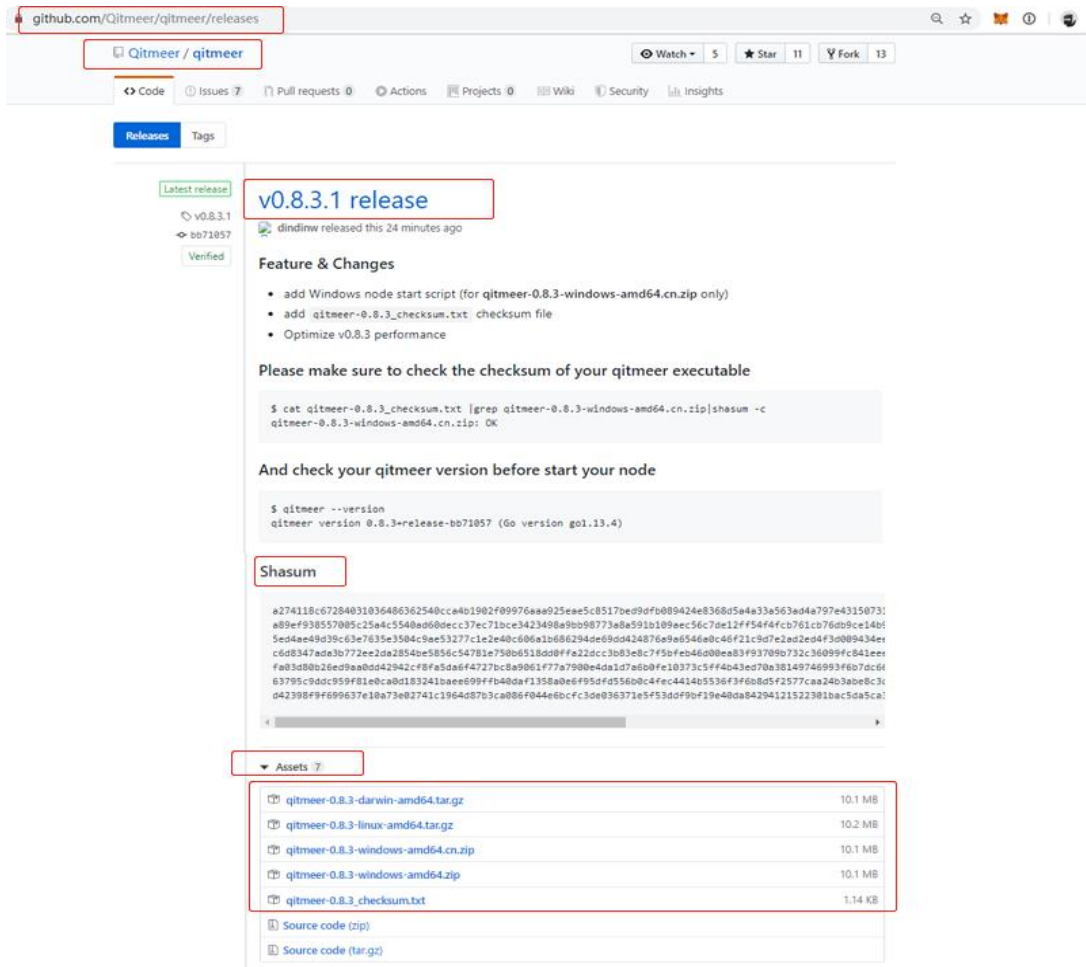 github.com/Qitmeer/qitmeer/releases
Qitmeer / qitmeer
Watch 5 Star 11 Fork 13
Code Issues 7 Pull requests 0 Actions Projects 0 Wiki Security Insights
Releases Tags
Latest release
v0.8.3.1
bb71057
Verified
v0.8.3.1 release
dindinw released this 24 minutes ago
Feature & Changes
• add Windows node start script (for qitmeer-0.8.3-windows-amd64.cn.zip only)
• add qitmeer-0.8.3_checksum.txt checksum file
• Optimize v0.8.3 performance
Please make sure to check the checksum of your qitmeer executable
$ cat qitmeer-0.8.3_checksum.txt |grep qitmeer-0.8.3-windows-amd64.cn.zip|shasum -c
qitmeer-0.8.3-windows-amd64.cn.zip: OK
And check your qitmeer version before start your node
$ qitmeer --version
qitmeer version 0.8.3+release-bb71057 (Go version go1.13.4)
Shasum
Assets 7
qitmeer-0.8.3-darwin-amd64.tar.gz 10.1 MB
qitmeer-0.8.3-linux-amd64.tar.gz 10.2 MB
qitmeer-0.8.3-windows-amd64.cn.zip 10.1 MB
qitmeer-0.8.3-windows-amd64.zip 10.1 MB
qitmeer-0.8.3_checksum.txt 1.14 KB
Source code (zip)
Source code (tar.gz)